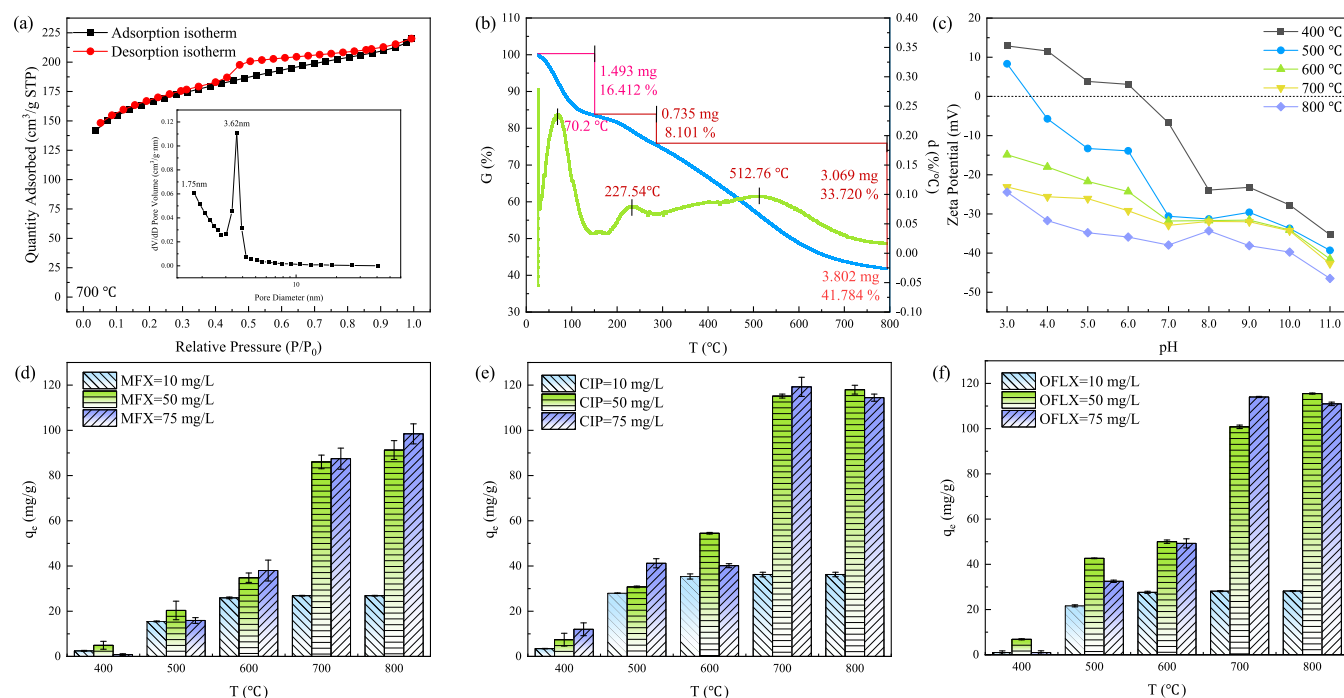 (a)
Adsorption isotherm
Desorption isotherm
Quantity Adsorbed (cm³/g STP)
225
200
175
150
125
100
75
50
25
0
700 ℃
0.0 0.1 0.2 0.3 0.4 0.5 0.6 0.7 0.8 0.9 1.0
Relative Pressure (P/P₀)
dV/dD Pore Volume (cm³/g·nm)
0.12
0.10
0.08
0.06
0.04
0.02
0.00
1.75nm
3.62nm
10
Pore Diameter (nm)
(b)
G (%)
110
100
90
80
70
60
50
40
30
1.493 mg
16.412 %
0.735 mg
8.101 %
70.2 ℃
227.54℃
512.76 ℃
3.069 mg
33.720 %
3.802 mg
41.784 %
0 100 200 300 400 500 600 700 800
T (℃)
0.40
0.35
0.30
0.25
0.20
0.15
0.10
0.05
0.00
-0.05
-0.10
d (%/℃)
(c)
400 ℃
500 ℃
600 ℃
700 ℃
800 ℃
Zeta Potential (mV)
20
10
0
-10
-20
-30
-40
-50
3.0 4.0 5.0 6.0 7.0 8.0 9.0 10.0 11.0
pH
(d)
MFX=10 mg/L
MFX=50 mg/L
MFX=75 mg/L
qₑ (mg/g)
120
100
80
60
40
20
0
400 500 600 700 800
T (℃)
(e)
CIP=10 mg/L
CIP=50 mg/L
CIP=75 mg/L
qₑ (mg/g)
120
100
80
60
40
20
0
400 500 600 700 800
T (℃)
(f)
OFLX=10 mg/L
OFLX=50 mg/L
OFLX=75 mg/L
qₑ (mg/g)
120
100
80
60
40
20
0
400 500 600 700 800
T (℃)